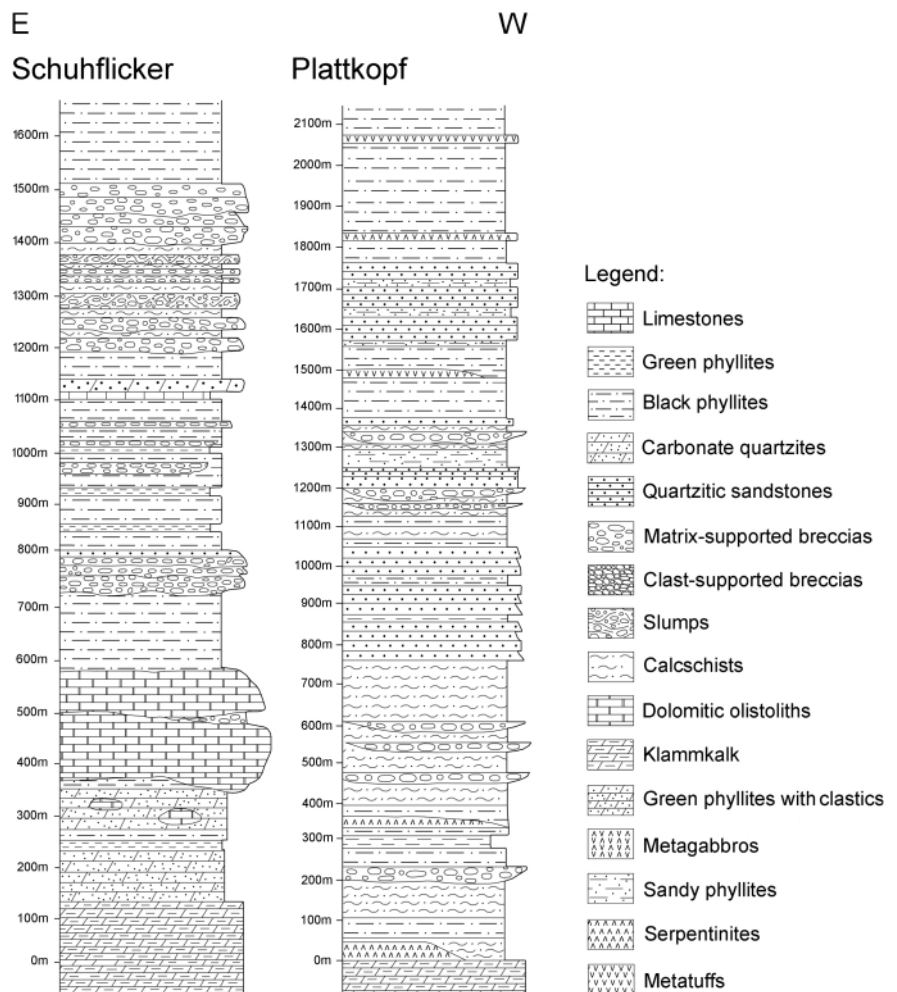 E
W
Schuhflicker
Plattkopf
1600m
1500m
1400m
1300m
1200m
1100m
1000m
900m
800m
700m
600m
500m
400m
300m
200m
100m
0m
2100m
2000m
1900m
1800m
1700m
1600m
1500m
1400m
1300m
1200m
1100m
1000m
900m
800m
700m
600m
500m
400m
300m
200m
100m
0m
Legend:
Limestones
Green phyllites
Black phyllites
Carbonate quartzites
Quartzitic sandstones
Matrix-supported breccias
Clast-supported breccias
Slumps
Calcschists
Dolomitic olistoliths
Klammkalk
Green phyllites with clastics
Metagabbros
Sandy phyllites
Serpentinites
Metatuffs